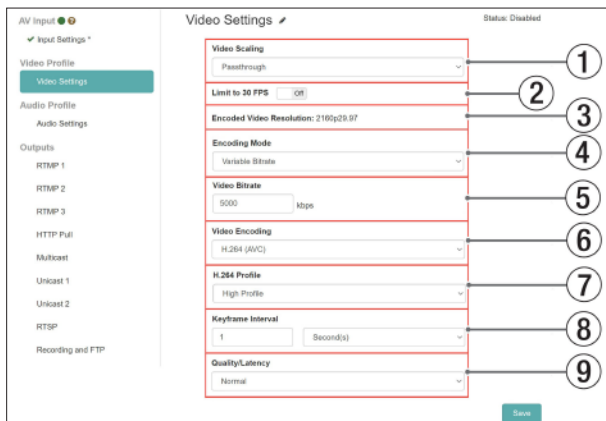 AV Input
Input Settings *
Video Profile
Video Settings
Audio Profile
Audio Settings
Outputs
RTMP 1
RTMP 2
RTMP 3
HTTP Pull
Multicast
Unicast 1
Unicast 2
RTSP
Recording and FTP
Video Settings
Status: Disabled
Video Scaling
Passthrough
1
Limit to 30 FPS Off
2
Encoded Video Resolution: 2160p29.97
3
Encoding Mode
Variable Bitrate
4
Video Bitrate
5000 kbps
5
Video Encoding
H.264 (AVC)
6
H.264 Profile
High Profile
7
Keyframe Interval
1 Second(s)
8
Quality/Latency
Normal
9
Save